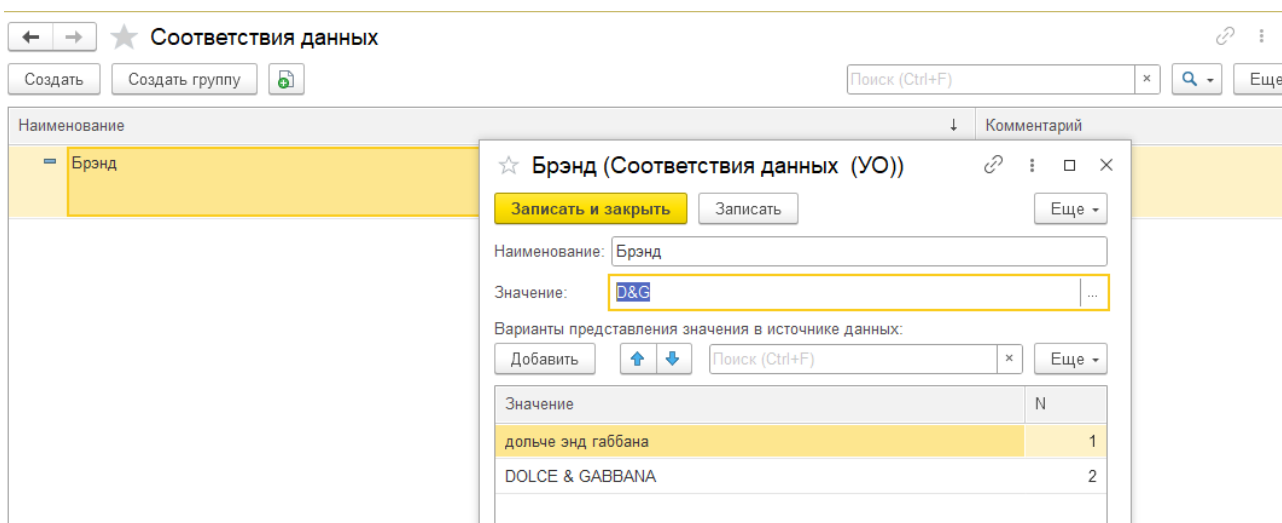 Соответствия данных
Создать Создать группу Поиск (Ctrl+F) × Еще
Наименование ↓ Комментарий
Брэнд
Брэнд (Соответствия данных (УО))
Записать и закрыть Записать Еще
Наименование: Брэнд
Значение: D&G ...
Варианты представления значения в источнике данных:
Добавить Поиск (Ctrl+F) × Еще
Значение N
дольче энд габбана 1
DOLCE & GABBANA 2